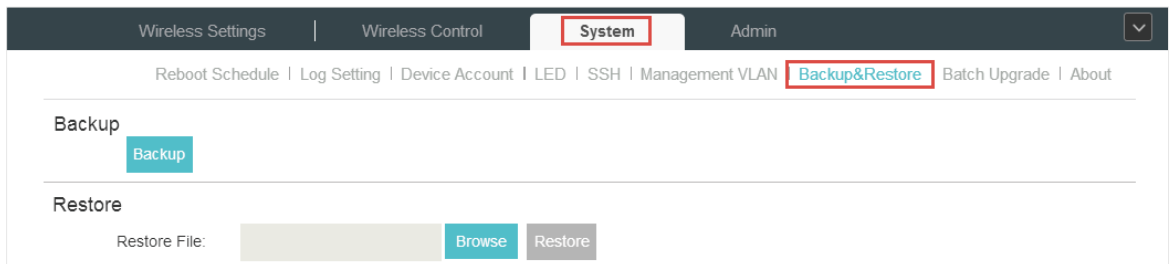 Wireless Settings | Wireless Control System Admin
Reboot Schedule | Log Setting | Device Account | LED | SSH | Management VLAN | Backup&Restore Batch Upgrade | About
Backup
Backup
Restore
Restore File: Browse Restore